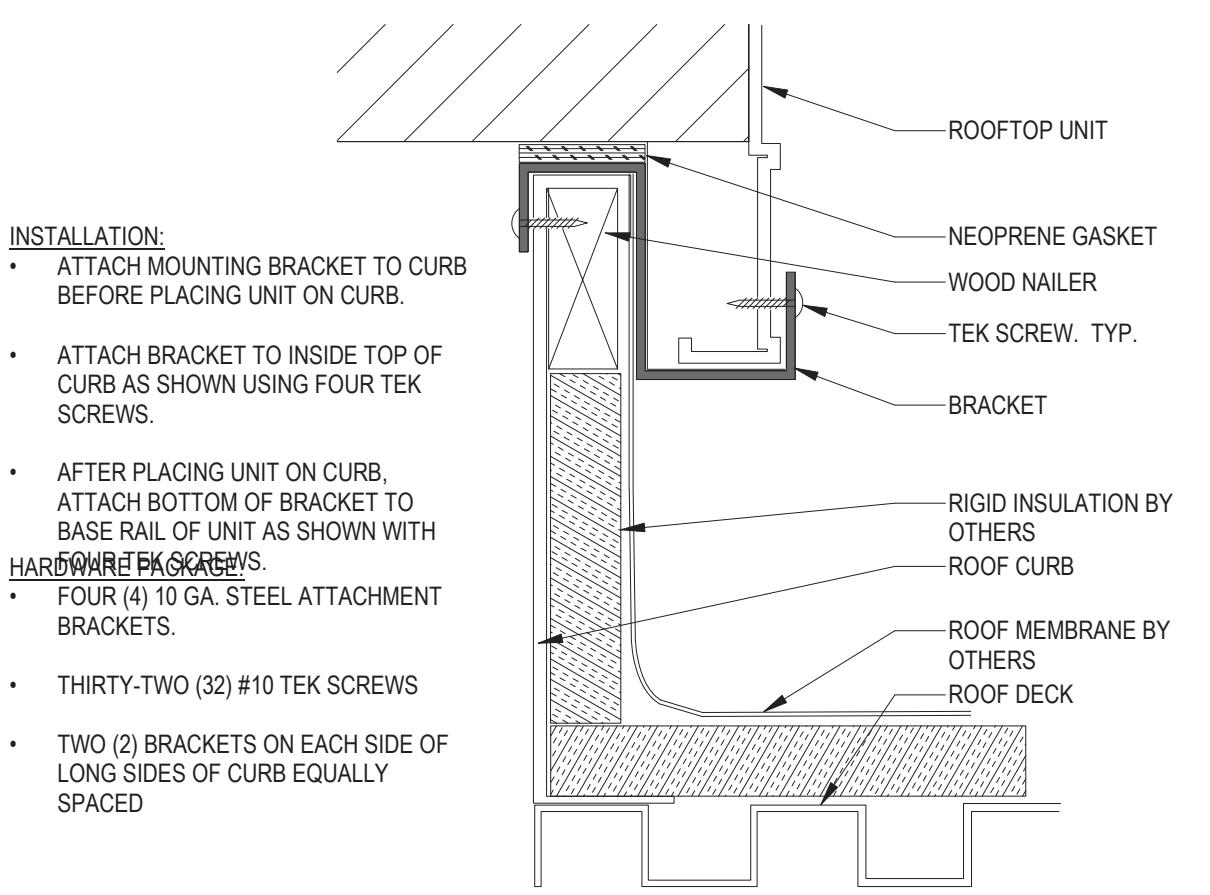 INSTALLATION:
• ATTACH MOUNTING BRACKET TO CURB
BEFORE PLACING UNIT ON CURB.
• ATTACH BRACKET TO INSIDE TOP OF
CURB AS SHOWN USING FOUR TEK
SCREWS.
• AFTER PLACING UNIT ON CURB,
ATTACH BOTTOM OF BRACKET TO
BASE RAIL OF UNIT AS SHOWN WITH
FOUR TEK SCREWS.
HARDWARE PACKAGE:
• FOUR (4) 10 GA. STEEL ATTACHMENT
BRACKETS.
• THIRTY-TWO (32) #10 TEK SCREWS
• TWO (2) BRACKETS ON EACH SIDE OF
LONG SIDES OF CURB EQUALLY
SPACED
ROOFTOP UNIT
NEOPRENE GASKET
WOOD NAILER
TEK SCREW. TYP.
BRACKET
RIGID INSULATION BY
OTHERS
ROOF CURB
ROOF MEMBRANE BY
OTHERS
ROOF DECK